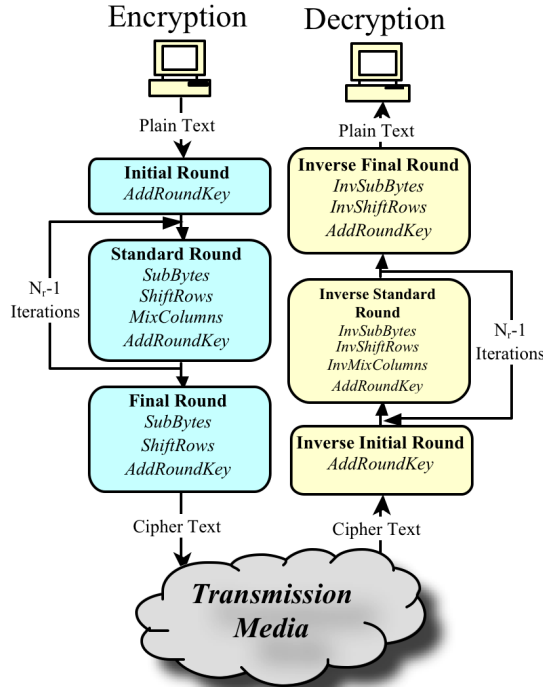 Encryption
Plain Text
Initial Round
AddRoundKey
Standard Round
SubBytes
ShiftRows
MixColumns
AddRoundKey
Nr-1
Iterations
Final Round
SubBytes
ShiftRows
AddRoundKey
Cipher Text
Decryption
Plain Text
Inverse Final Round
InvSubBytes
InvShiftRows
AddRoundKey
Inverse Standard
Round
InvSubBytes
InvShiftRows
InvMixColumns
AddRoundKey
Nr-1
Iterations
Inverse Initial Round
AddRoundKey
Cipher Text
Transmission
Media